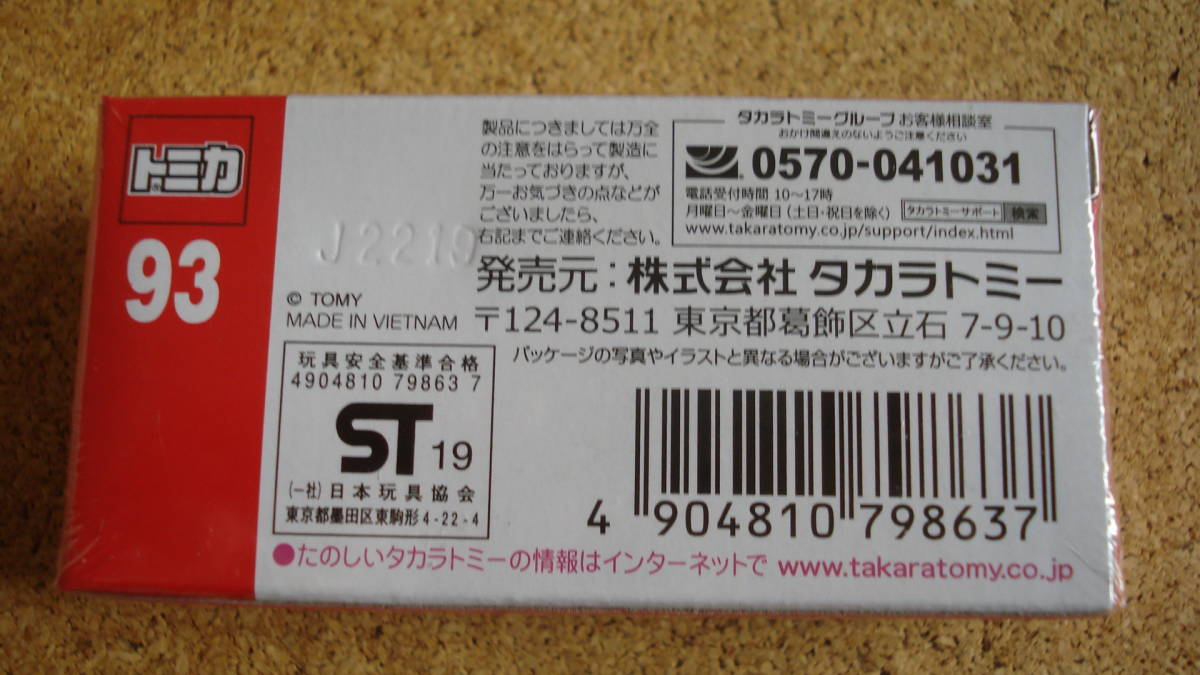 トミカ
93
製品につきましては万全
の注意をはらって製造に
当たっておりますが、
万一お気づきの点などが
ございましたら、
右記までご連絡ください。
タカラトミーグループ お客様相談室
おかけ間違えのないようご注意ください
0570-041031
電話受付時間 10〜17時
月曜日〜金曜日(土日・祝日を除く) タカラトミーサポート 検索
www.takaratomy.co.jp/support/index.html
J2219
発売元:株式会社 タカラトミー
© TOMY
MADE IN VIETNAM
〒124-8511 東京都葛飾区立石 7-9-10
パッケージの写真やイラストと異なる場合がございますがご了承ください。
玩具安全基準合格
4904810 79863 7
ST 19
(一社)日本玩具協会
東京都墨田区東駒形4-22-4
4 904810 798637
●たのしいタカラトミーの情報はインターネットで www.takaratomy.co.jp